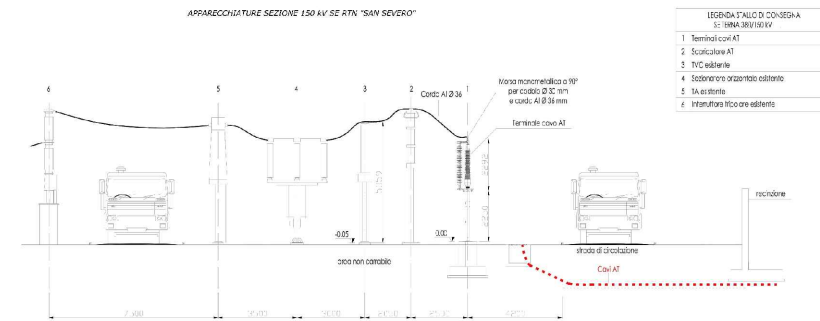 APPARECCHIATURE SEZIONE 150 kV SE RTN "SAN SEVERO"
LEGENDA STALLO DI CONSEGNA
SE TERNA 380/150 kV
1 Terminali cavi AT
2 Scaricatore AT
3 TVC esistente
4 Sezionatore orizzontale esistente
5 TA esistente
6 Interruttore tripolare esistente
6
5
4
3
2
1
Corda Al Ø 36
Morsa monometallica a 90°
per codolo Ø 30 mm
e corda Al Ø 36 mm
Terminale cavo AT
recinzione
-0.05
0.00
area non carrabile
strada di circolazione
Cavi AT
7500
4200